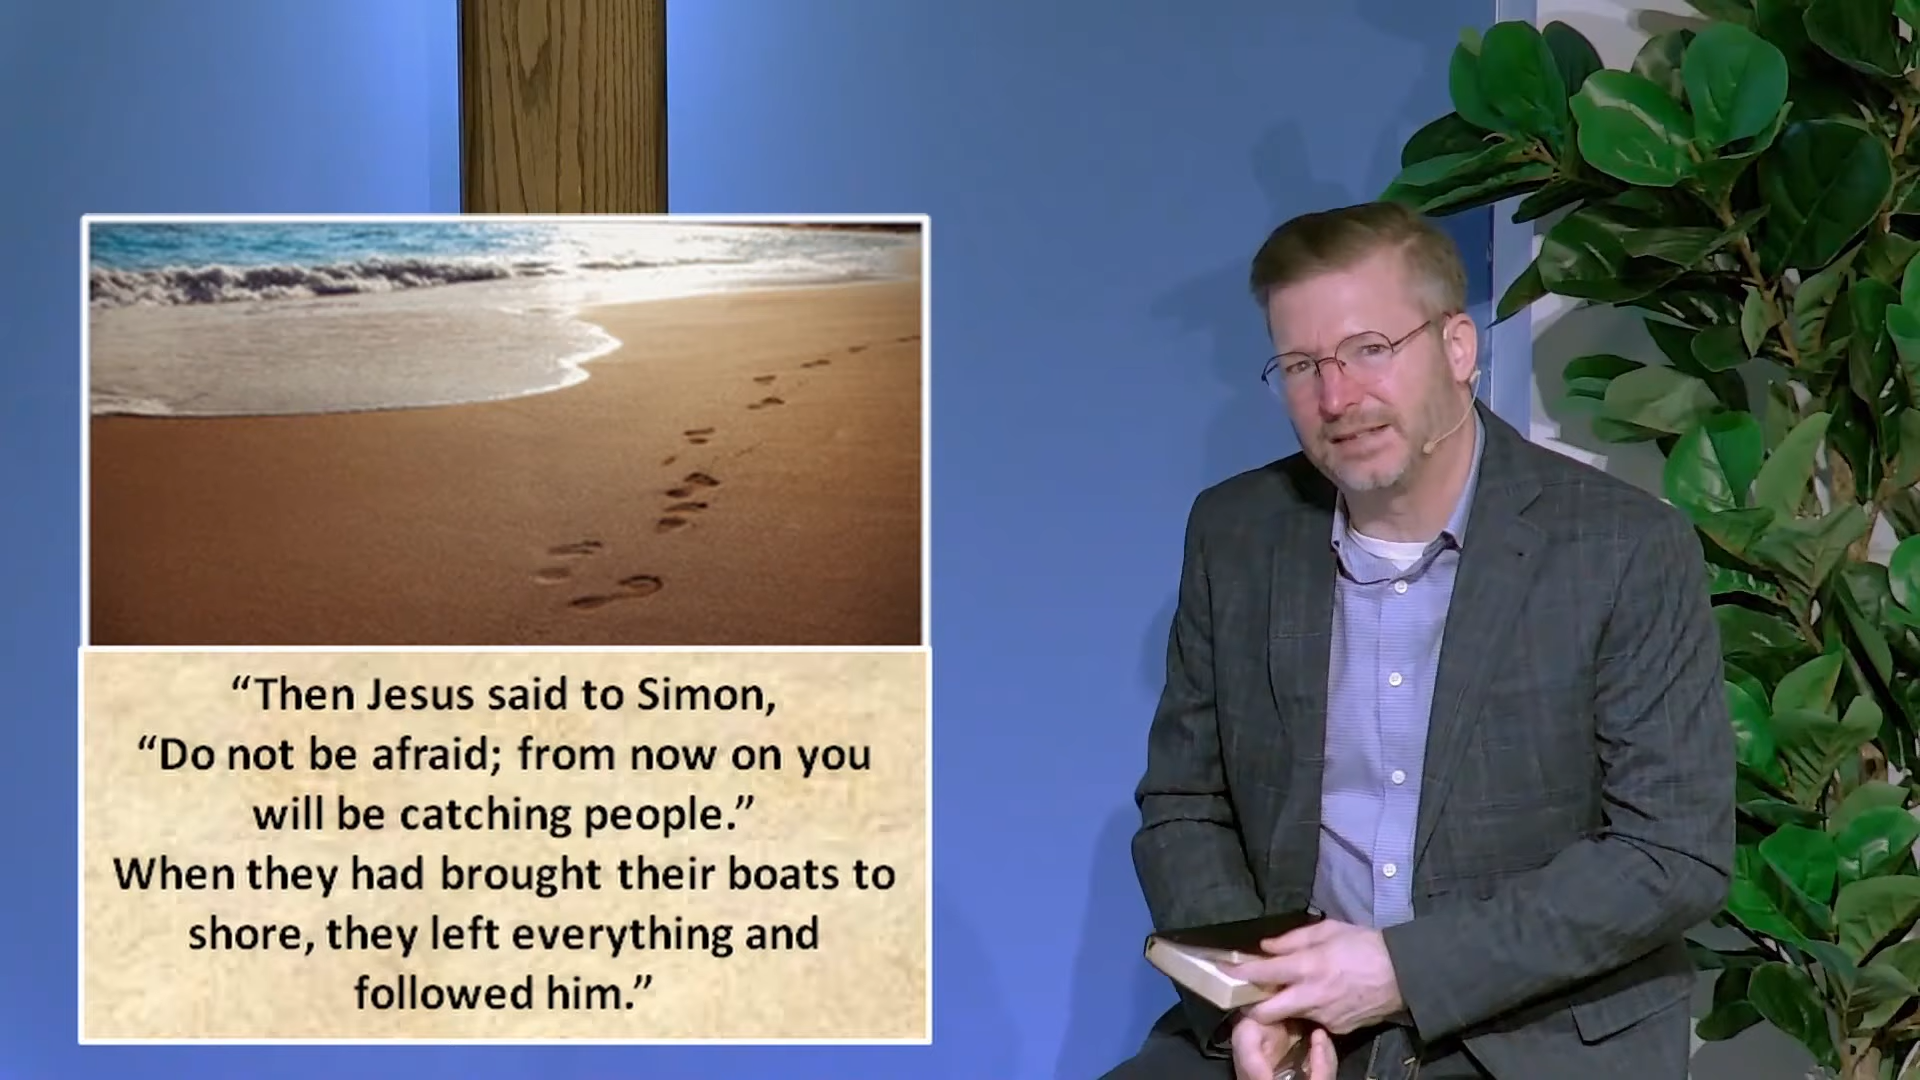 “Then Jesus said to Simon,
“Do not be afraid; from now on you
will be catching people.”
When they had brought their boats to
shore, they left everything and
followed him.”